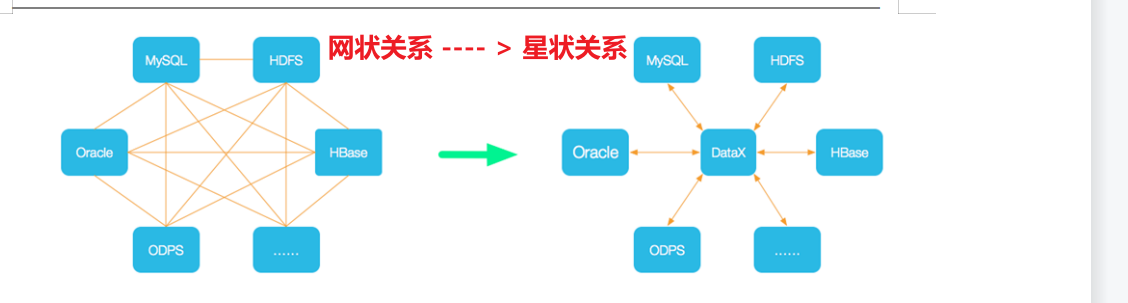 网状关系 ---- > 星状关系
MySQL
HDFS
Oracle
HBase
ODPS
......
MySQL
HDFS
Oracle
DataX
HBase
ODPS
......